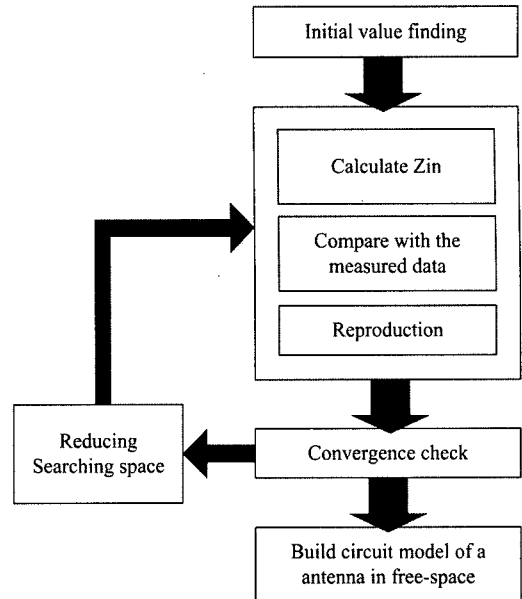 Initial value finding
Calculate Zin
Compare with the
measured data
Reproduction
Reducing
Searching space
Convergence check
Build circuit model of a
antenna in free-space